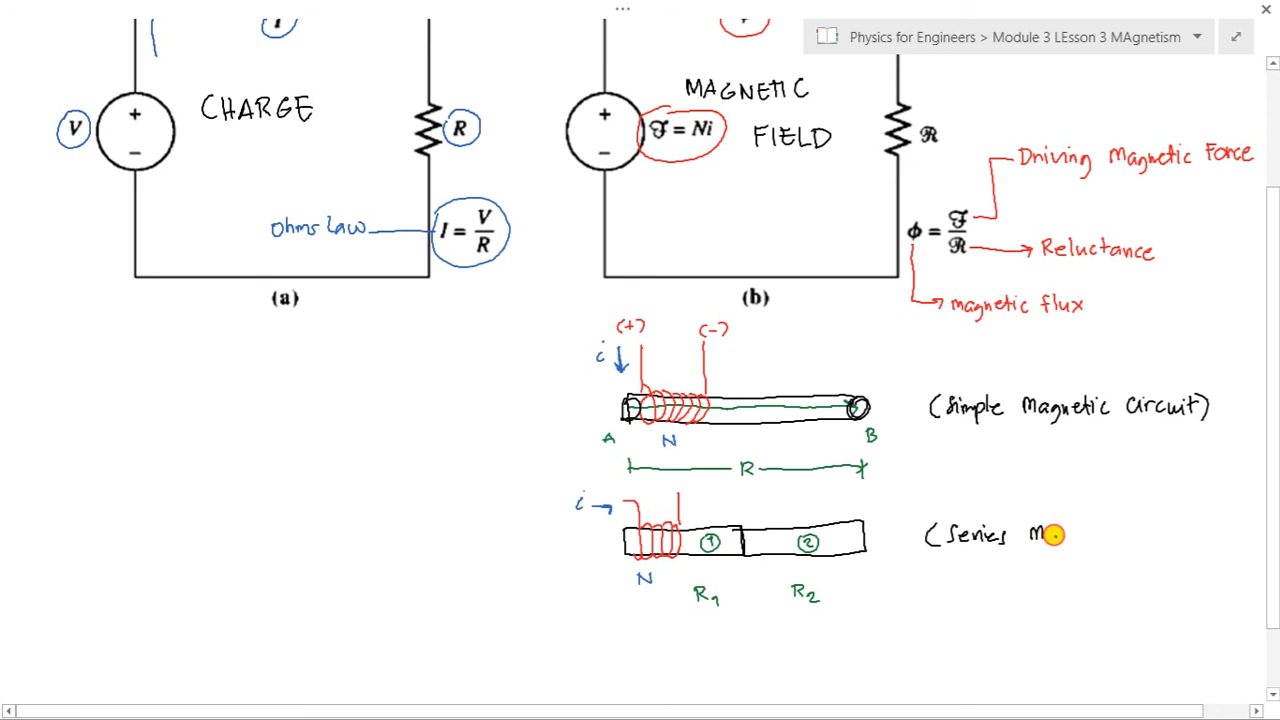 Physics for Engineers > Module 3 LEsson 3 MAgnetism
I
CHARGE
V
+
−
R
ohms law
I = V/R
(a)
MAGNETIC
FIELD
+
−
ℱ = Ni
ℛ
ϕ = ℱ/ℛ
Driving Magnetic Force
Reluctance
magnetic flux
(b)
(+)
(-)
i
A
N
B
R
(Simple Magnetic Circuit)
i
1
2
N
R1
R2
(Series M